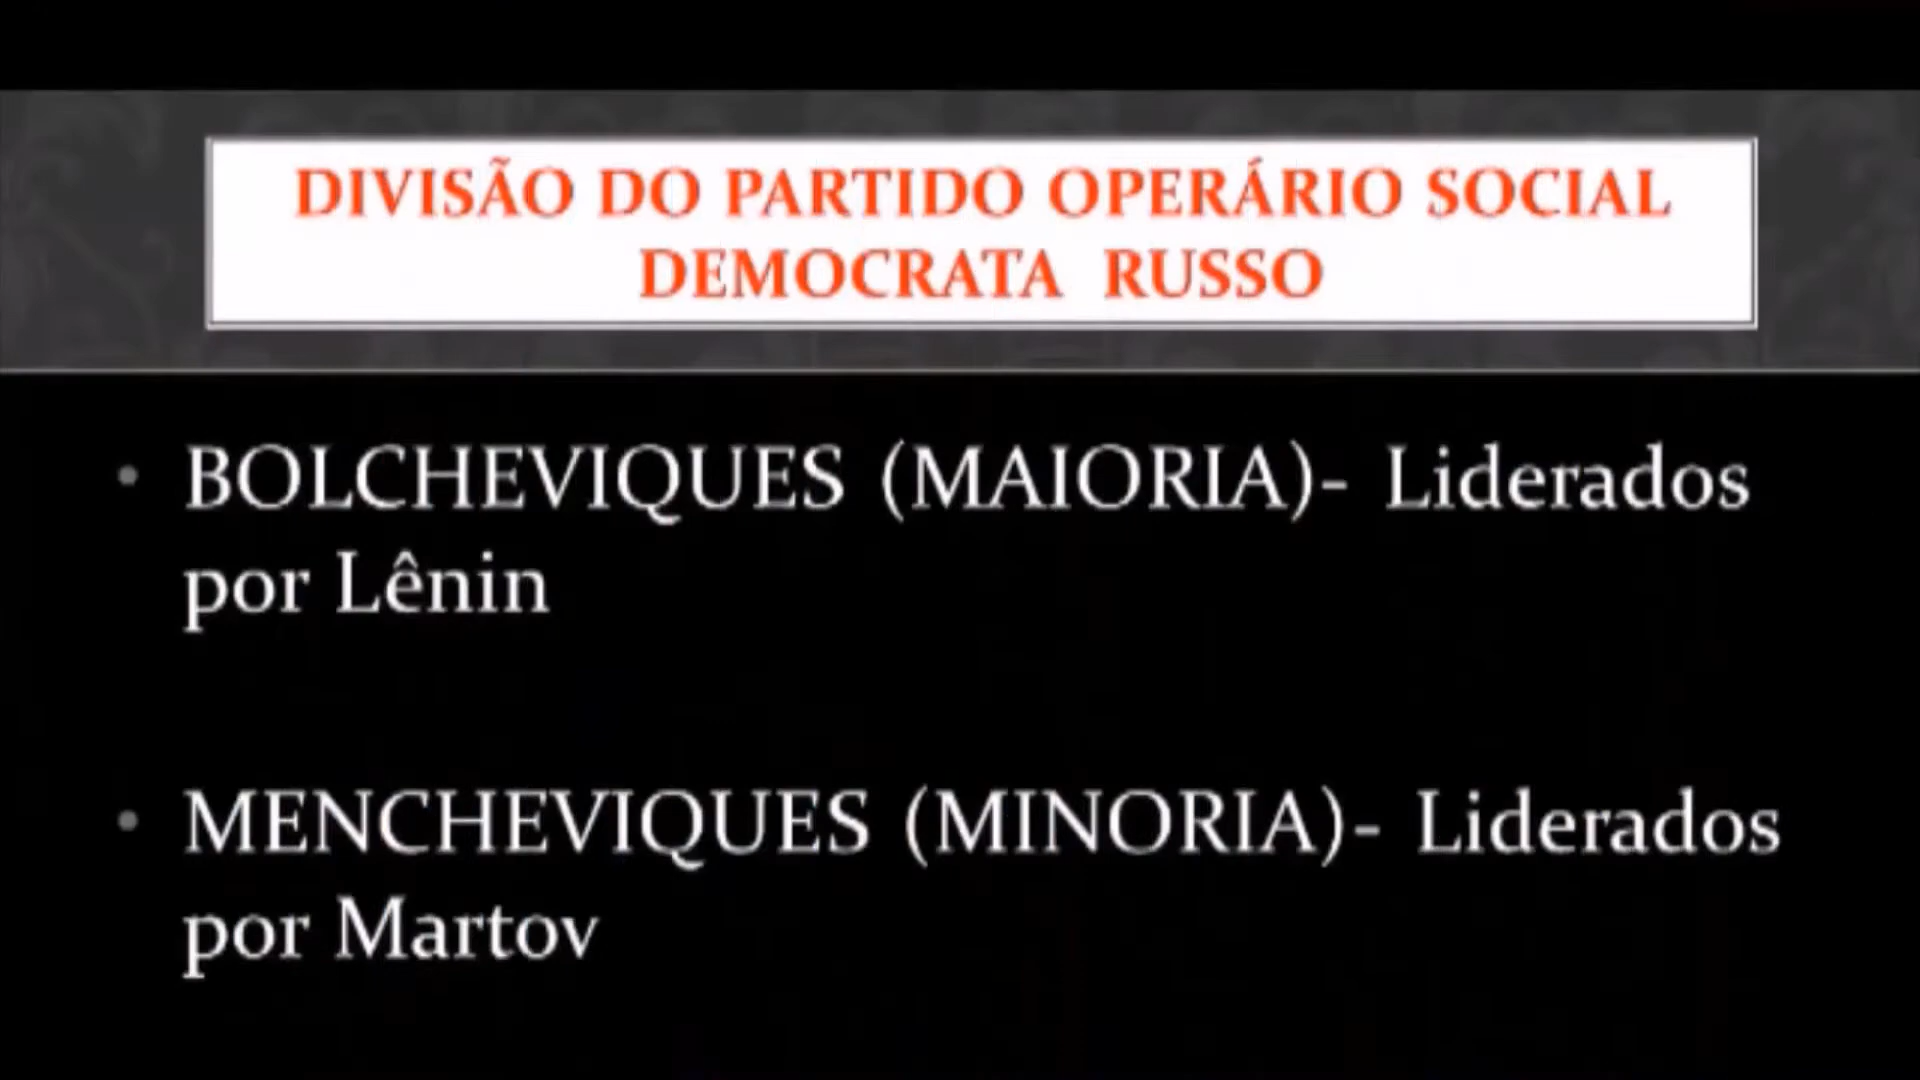 DIVISÃO DO PARTIDO OPERÁRIO SOCIAL
DEMOCRATA RUSSO
• BOLCHEVIQUES (MAIORIA)- Liderados
por Lênin
• MENCHEVIQUES (MINORIA)- Liderados
por Martov